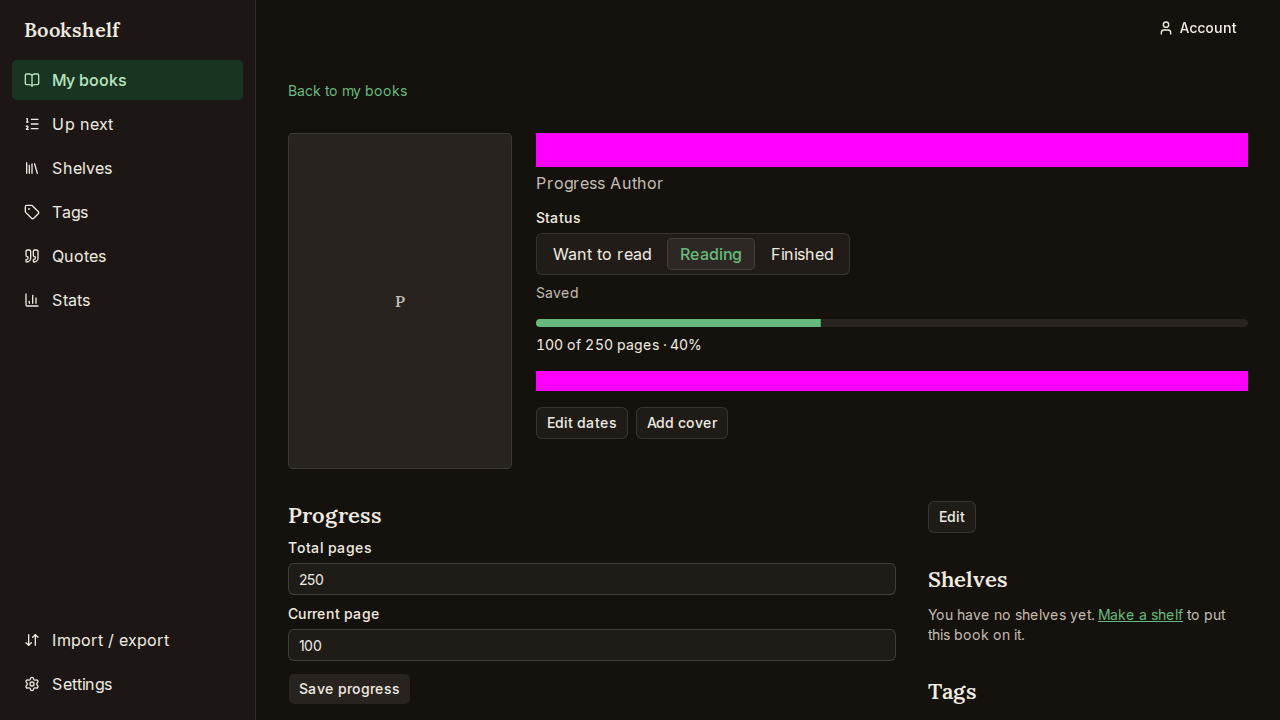 Bookshelf
My books
Up next
Shelves
Tags
Quotes
Stats
Import / export
Settings
Account
Back to my books
P
Progress Author
Status
Want to read
Reading
Finished
Saved
100 of 250 pages · 40%
Edit dates
Add cover
Progress
Total pages
250
Current page
100
Save progress
Edit
Shelves
You have no shelves yet. Make a shelf to put
this book on it.
Tags